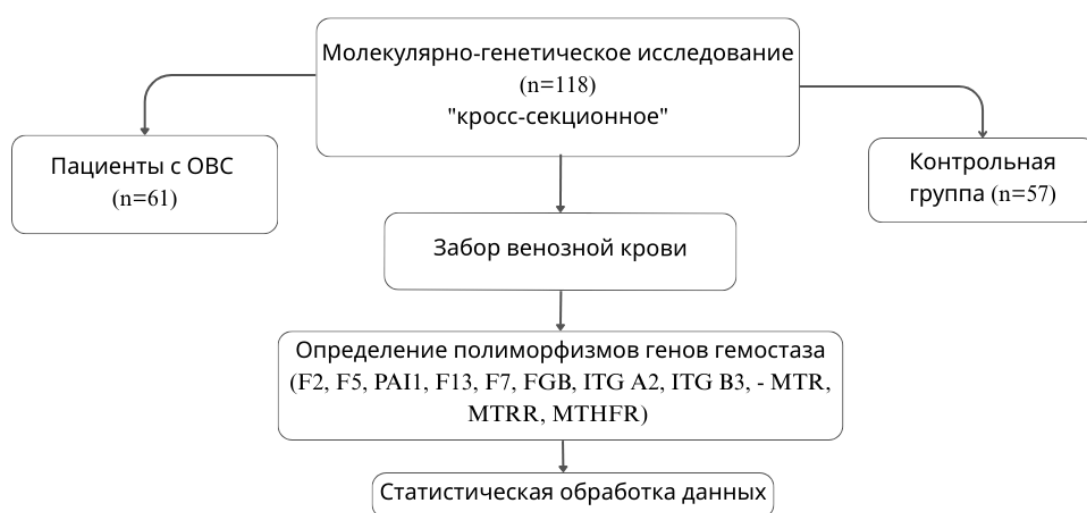 Молекулярно-генетическое исследование
(n=118)
"кросс-секционное"
Пациенты с ОВС
(n=61)
Контрольная
группа (n=57)
Забор венозной крови
Определение полиморфизмов генов гемостаза
(F2, F5, PAI1, F13, F7, FGB, ITG A2, ITG B3, - MTR,
MTRR, MTHFR)
Статистическая обработка данных